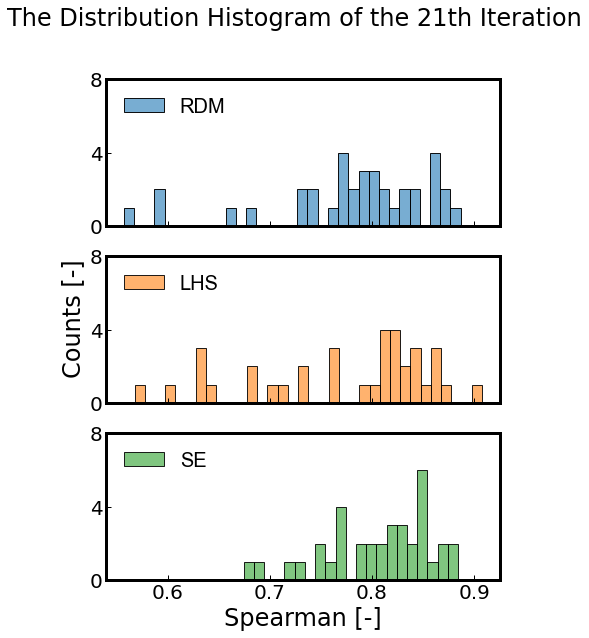 The Distribution Histogram of the 21th Iteration
8
RDM
4
0
8
LHS
4
0
Counts [-]
8
SE
4
0
0.6 0.7 0.8 0.9
Spearman [-]